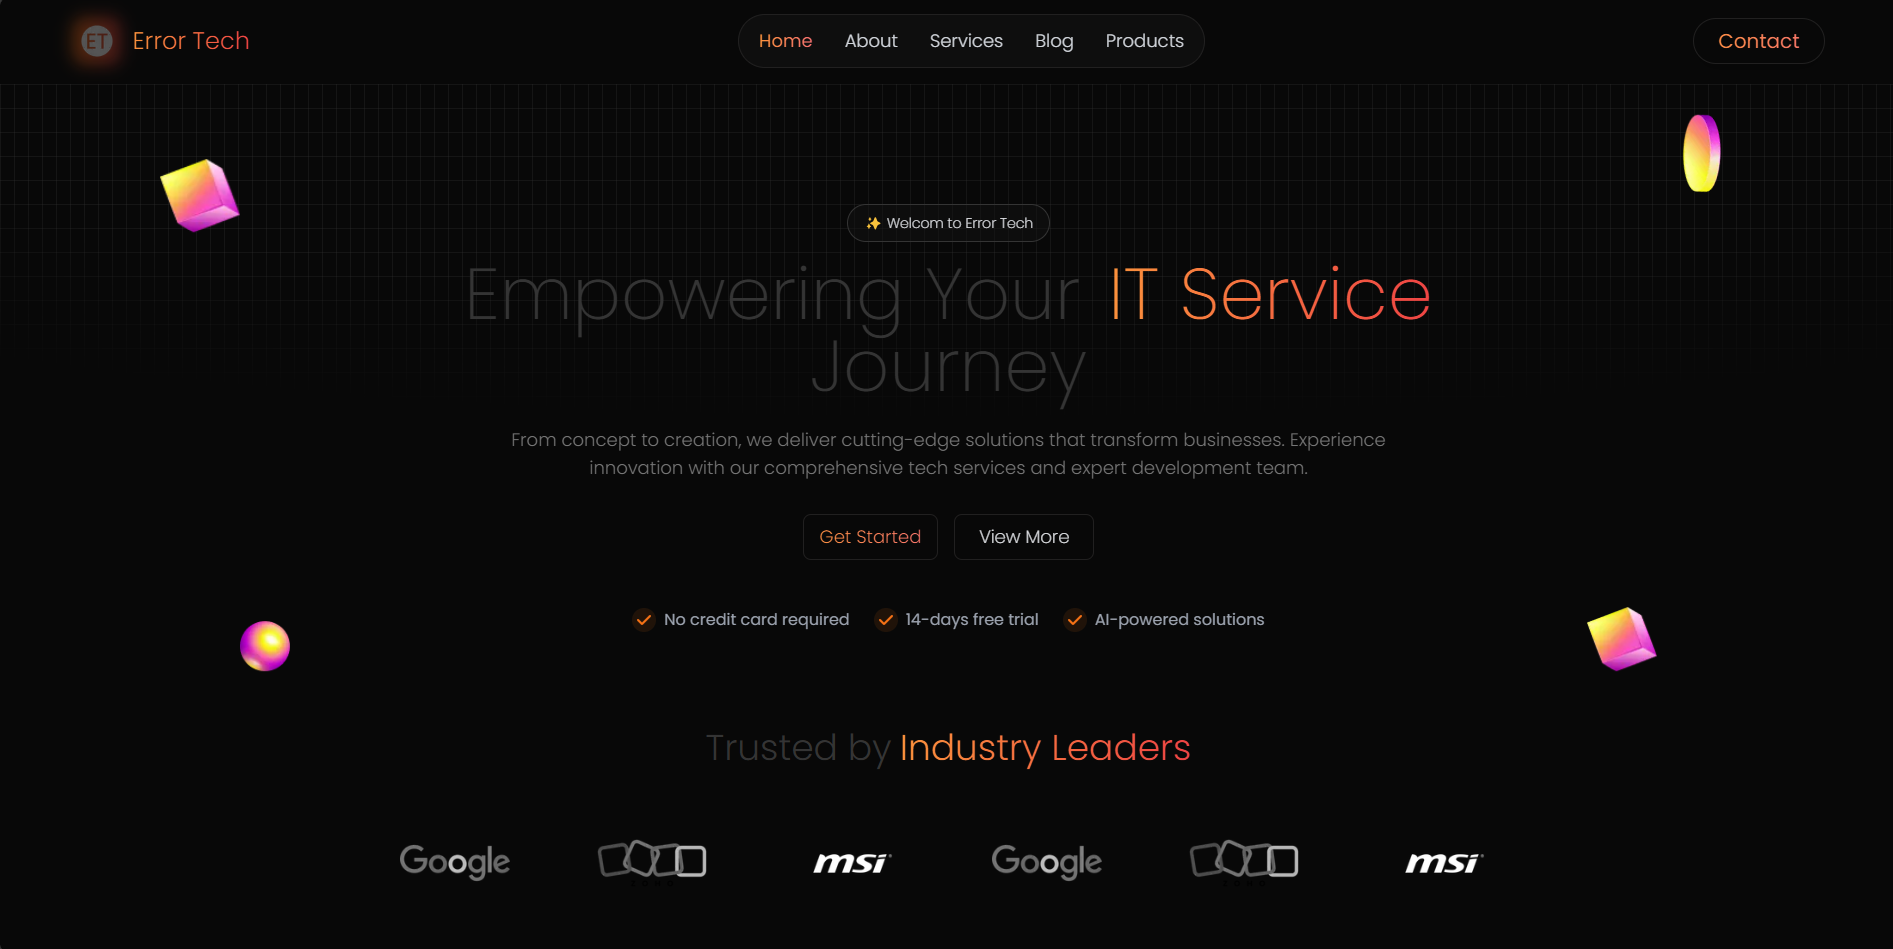 ET Error Tech
Home About Services Blog Products
Contact
✨ Welcom to Error Tech
Empowering Your IT Service
Journey
From concept to creation, we deliver cutting-edge solutions that transform businesses. Experience
innovation with our comprehensive tech services and expert development team.
Get Started View More
No credit card required 14-days free trial AI-powered solutions
Trusted by Industry Leaders
Google msi Google msi